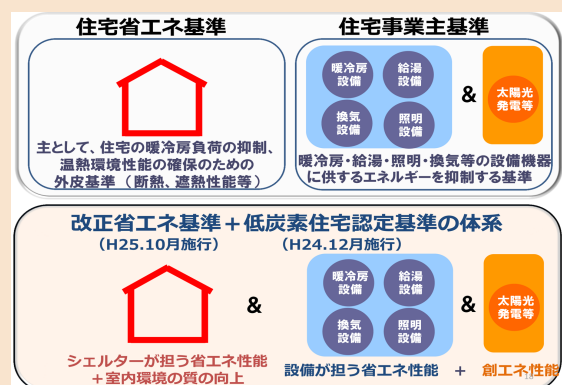 住宅省エネ基準
住宅事業主基準
暖冷房
設備
給湯
設備
換気
設備
照明
設備
&
太陽光
発電等
主として、住宅の暖冷房負荷の抑制、
温熱環境性能の確保のための
外皮基準 （断熱、遮熱性能等）
暖冷房・給湯・照明・換気等の設備機器
に供するエネルギーを抑制する基準
改正省エネ基準＋低炭素住宅認定基準の体系
（H25.10月施行）
（H24.12月施行）
&
暖冷房
設備
給湯
設備
換気
設備
照明
設備
&
太陽光
発電等
シェルターが担う省エネ性能
＋室内環境の質の向上
設備が担う省エネ性能 + 創エネ性能